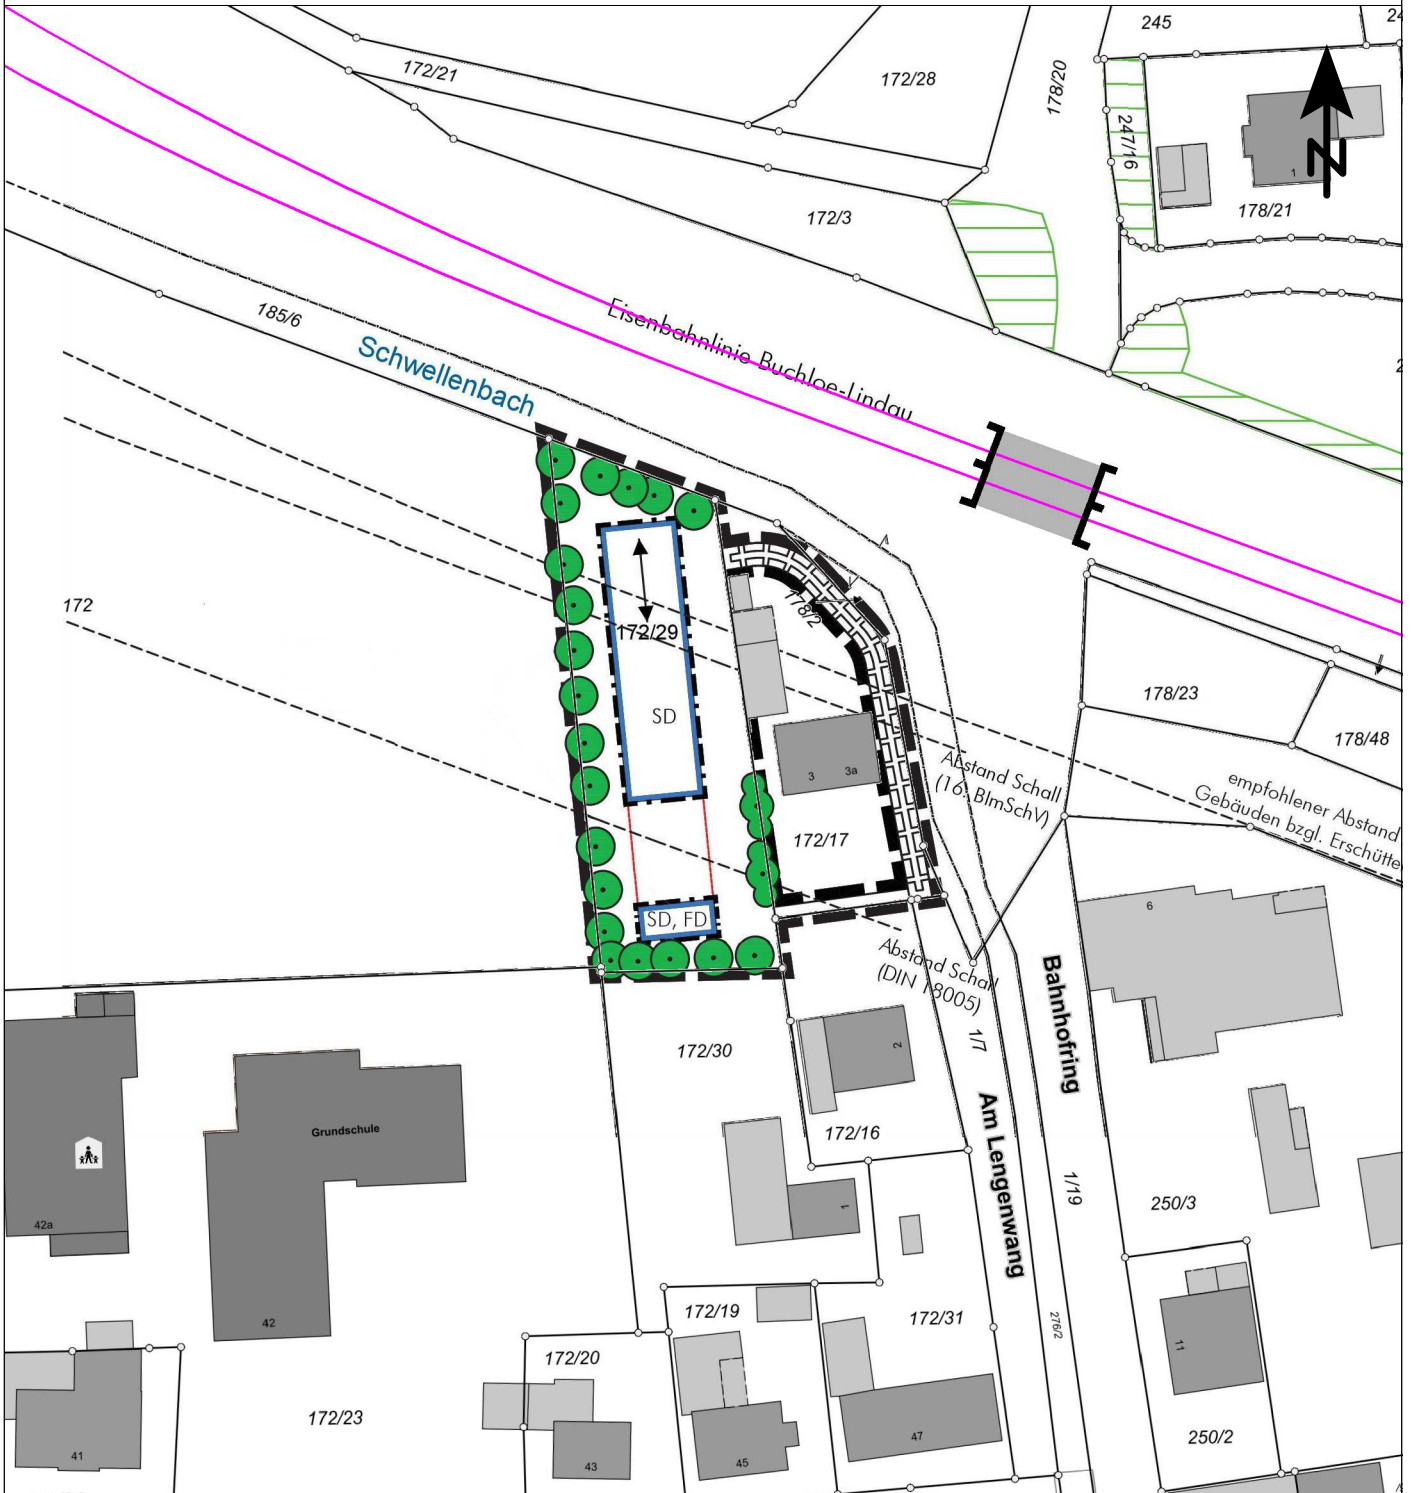 245
24
172/21
172/28
178/20
247/16
1
N
178/21
172/3
185/6
Eisenbahnlinie Buchloe-Lindau
Schwellenbach
2
172
178/2
172/29
SD
178/23
178/48
3
3a
Abstand Schall
(16. BImSchV)
empfohlener Abstand
Gebäuden bzgl. Erschütte
172/17
SD, FD
6
Abstand Schall
(DIN 18005)
Bahnhofring
1/7
2
172/30
Am Lengenwang
172/16
Grundschule
1/19
250/3
1
42a
172/19
172/31
276/2
42
11
172/20
172/23
250/2
47
41
43
45